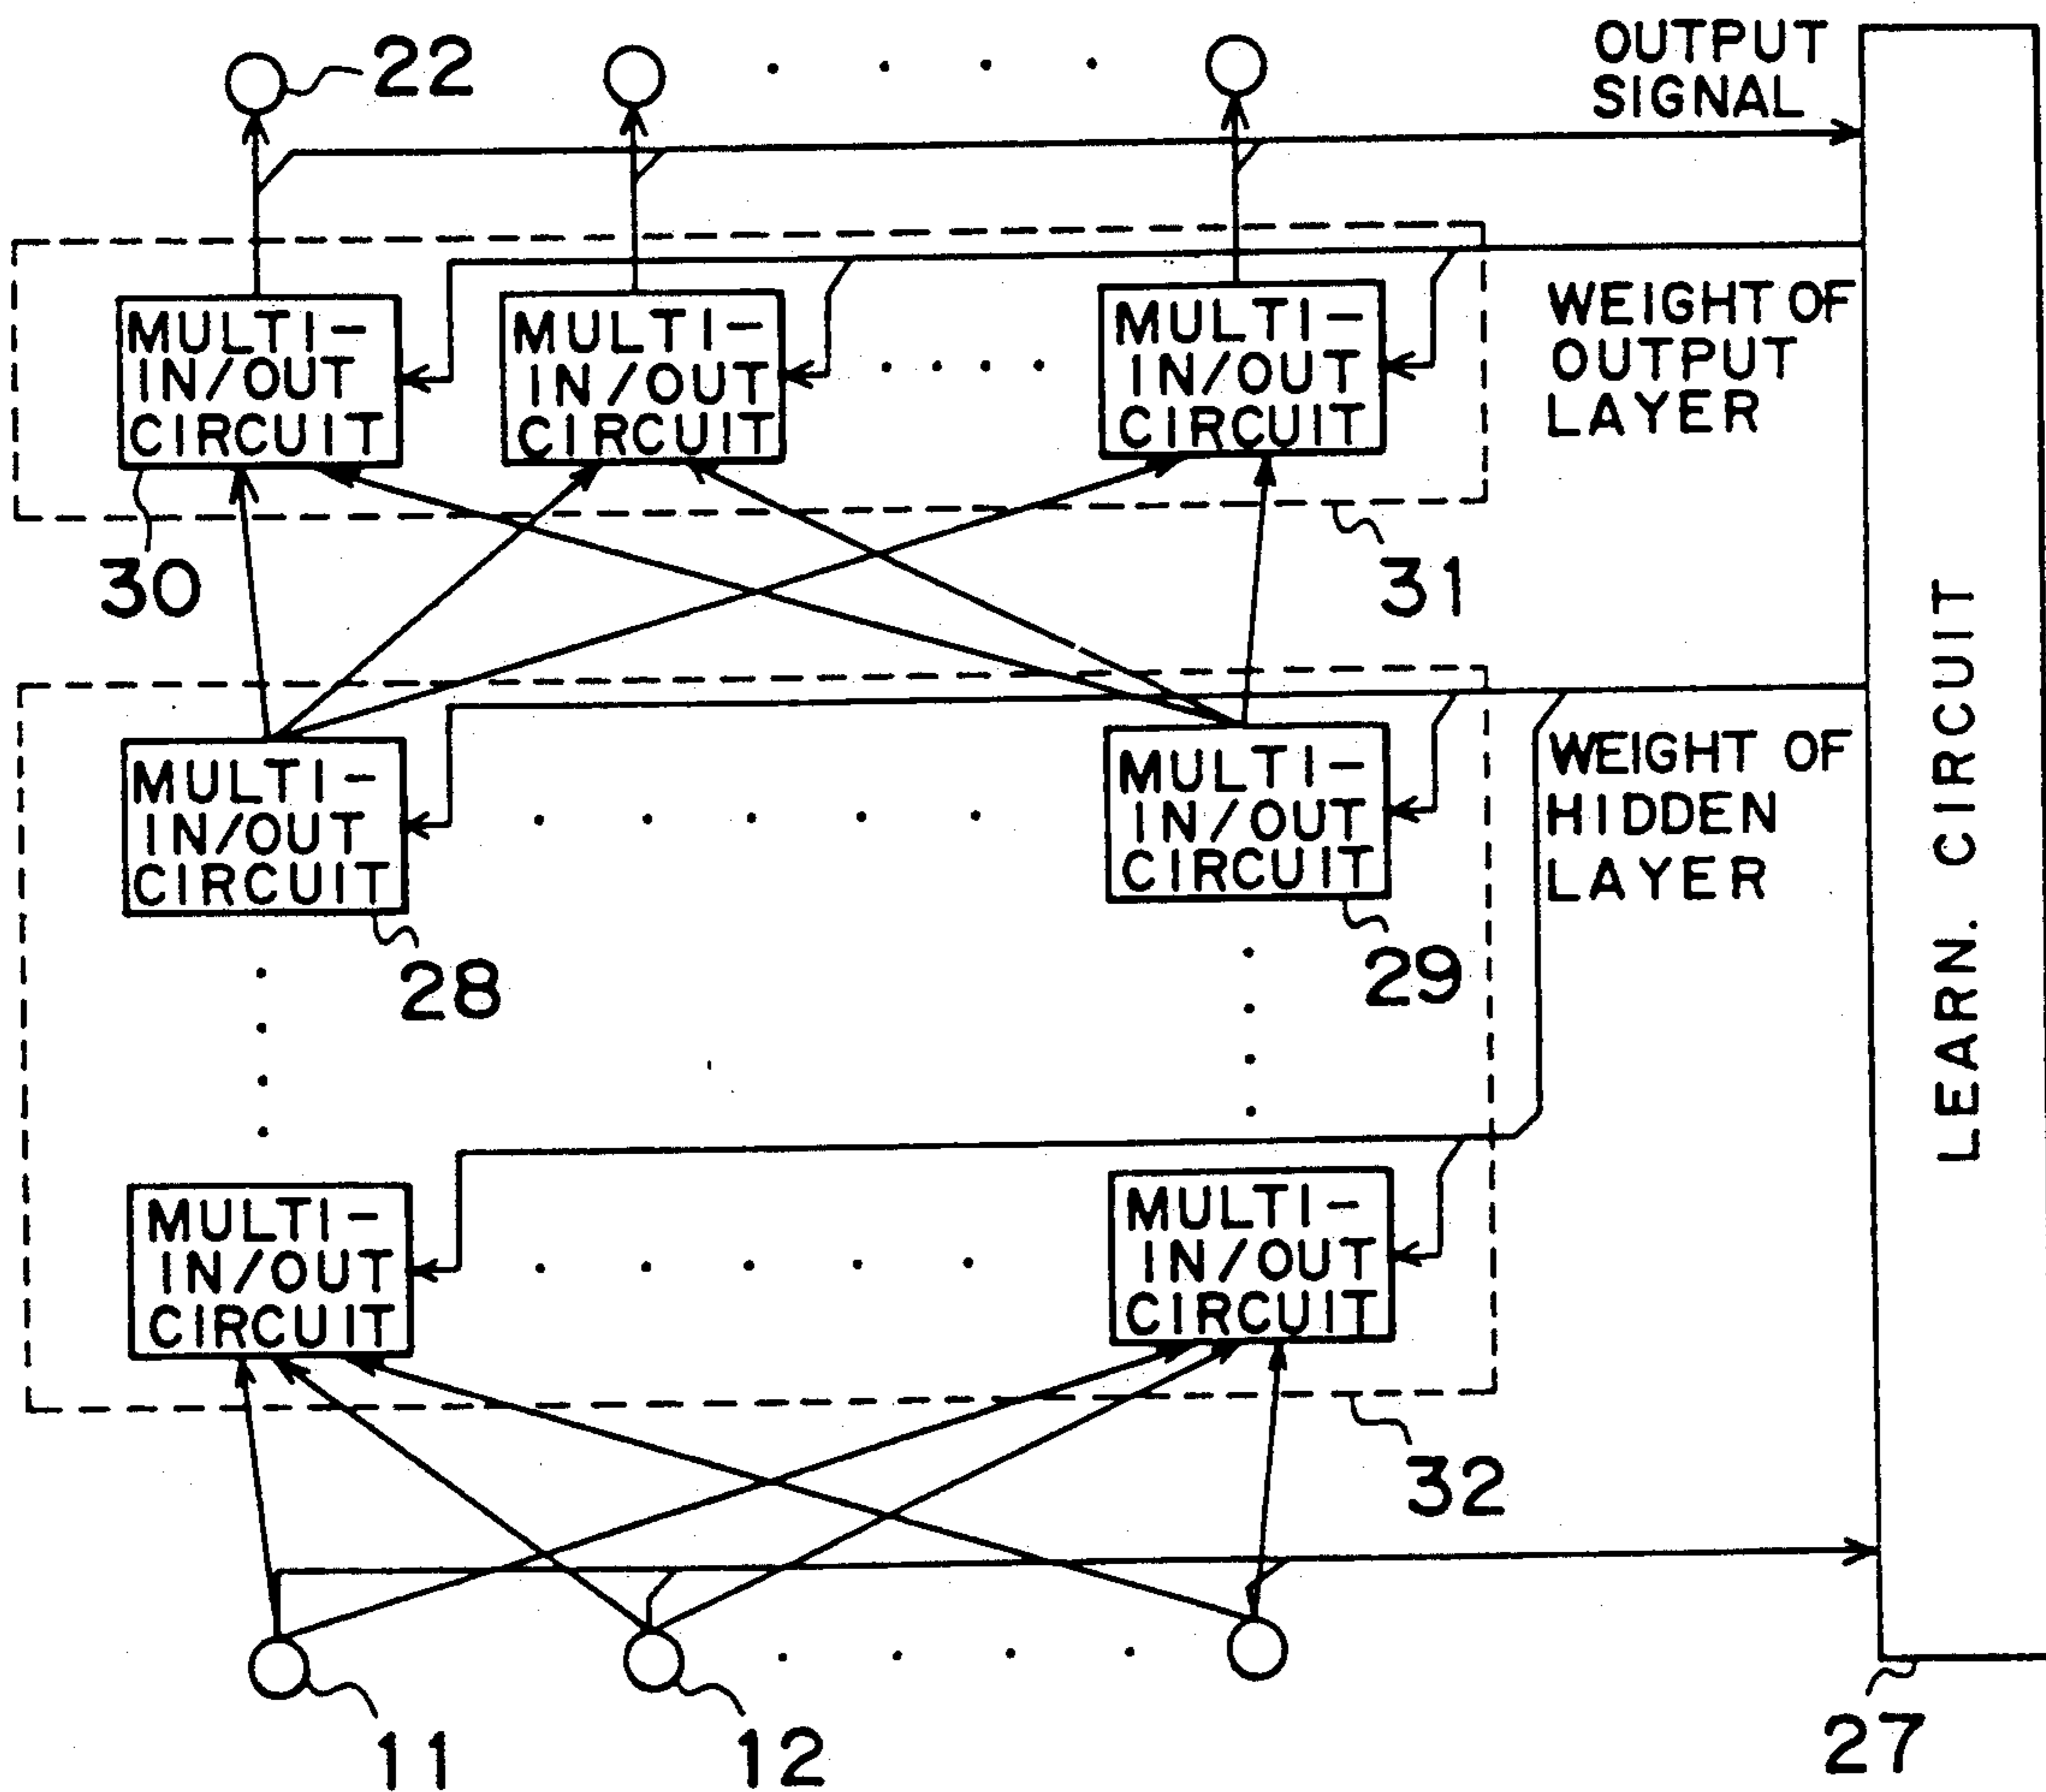 22
OUTPUT
SIGNAL
MULTI-
IN/OUT
CIRCUIT
MULTI-
IN/OUT
CIRCUIT
MULTI-
IN/OUT
CIRCUIT
WEIGHT OF
OUTPUT
LAYER
30
31
MULTI-
IN/OUT
CIRCUIT
MULTI-
IN/OUT
CIRCUIT
WEIGHT OF
HIDDEN
LAYER
LEARN. CIRCUIT
28
29
MULTI-
IN/OUT
CIRCUIT
MULTI-
IN/OUT
CIRCUIT
32
11
12
27